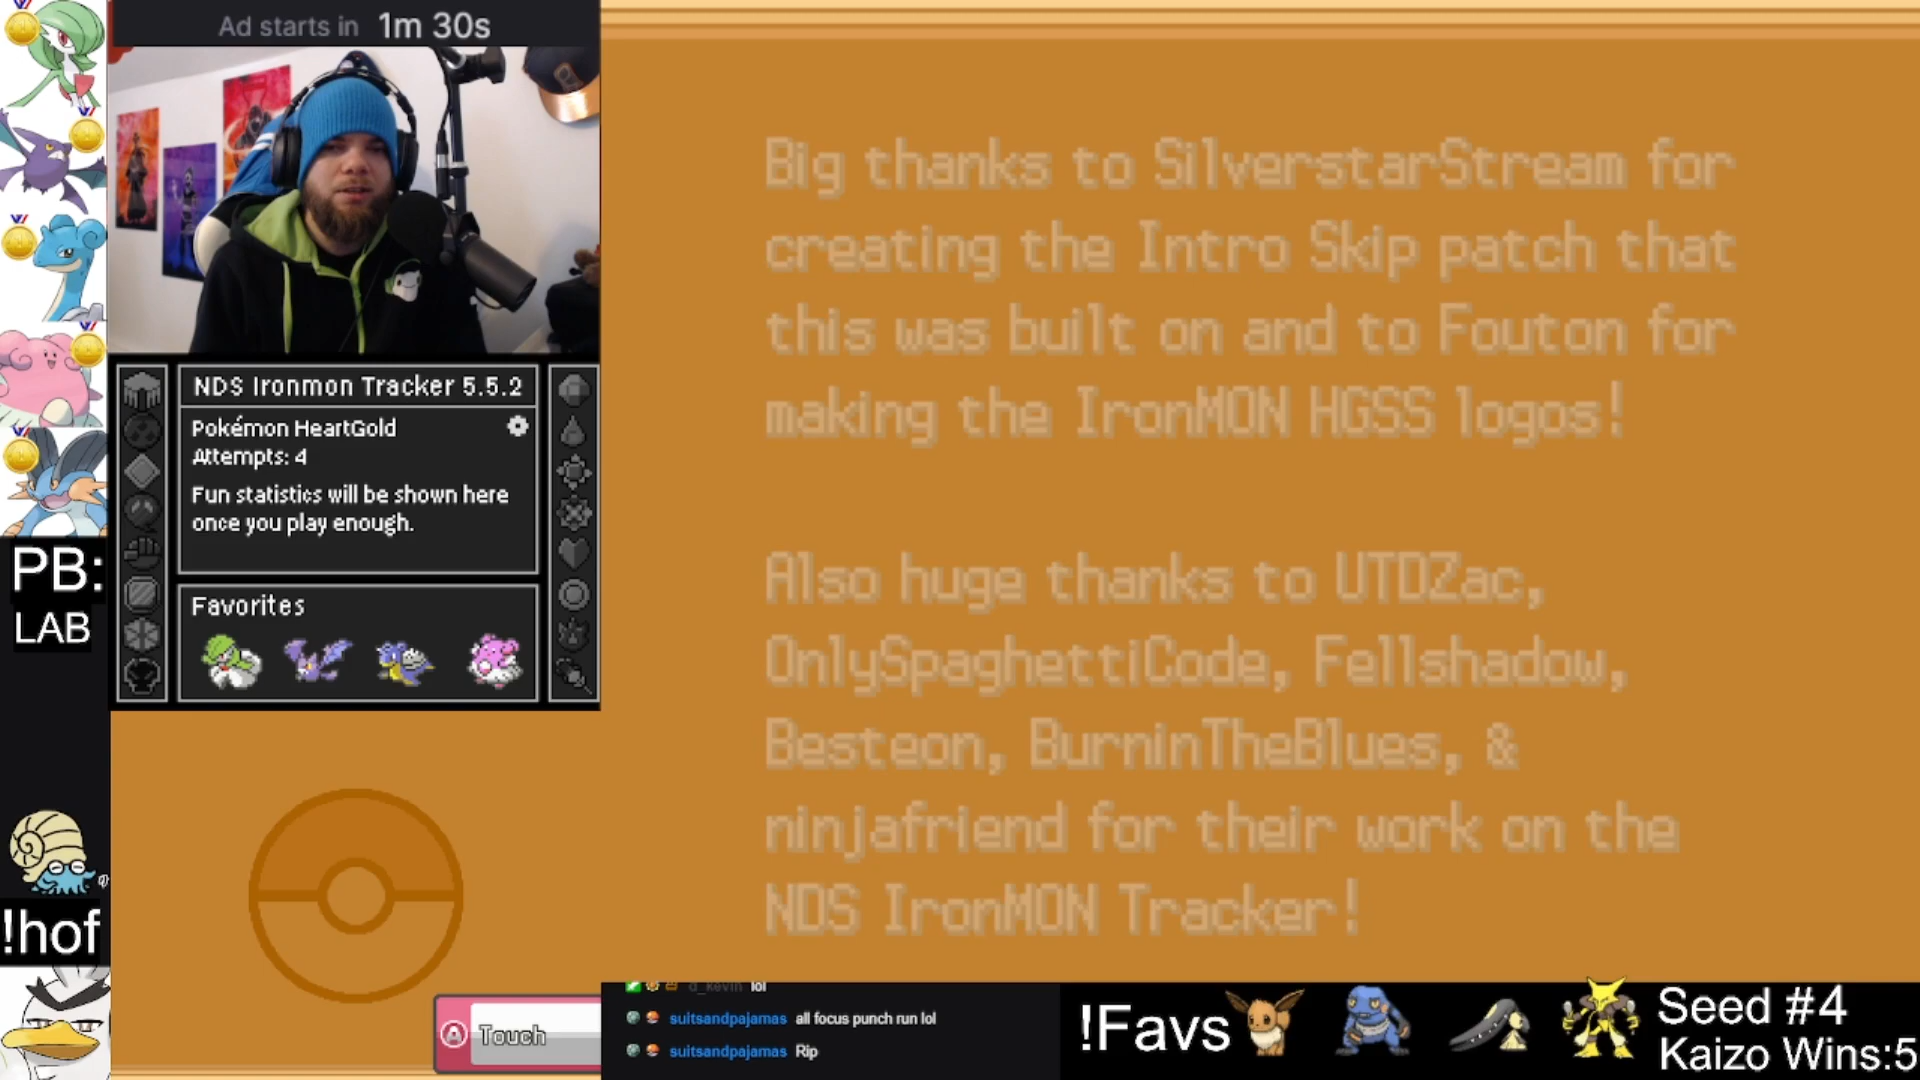 Ad starts in 1m 30s
NDS Ironmon Tracker 5.5.2
Pokémon HeartGold
Attempts: 4
Fun statistics will be shown here
once you play enough.
Favorites
PB:
LAB
!hof
Big thanks to SilverstarStream for
creating the Intro Skip patch that
this was built on and to Fouton for
making the IronMON HGSS logos!
Also huge thanks to UTDZac,
OnlySpaghettiCode, Fellshadow,
Besteon, BurninTheBlues, &
ninjafriend for their work on the
NDS IronMON Tracker!
A Touch
d_kevin lol
suitsandpajamas all focus punch run lol
suitsandpajamas Rip
!Favs
Seed #4
Kaizo Wins:5